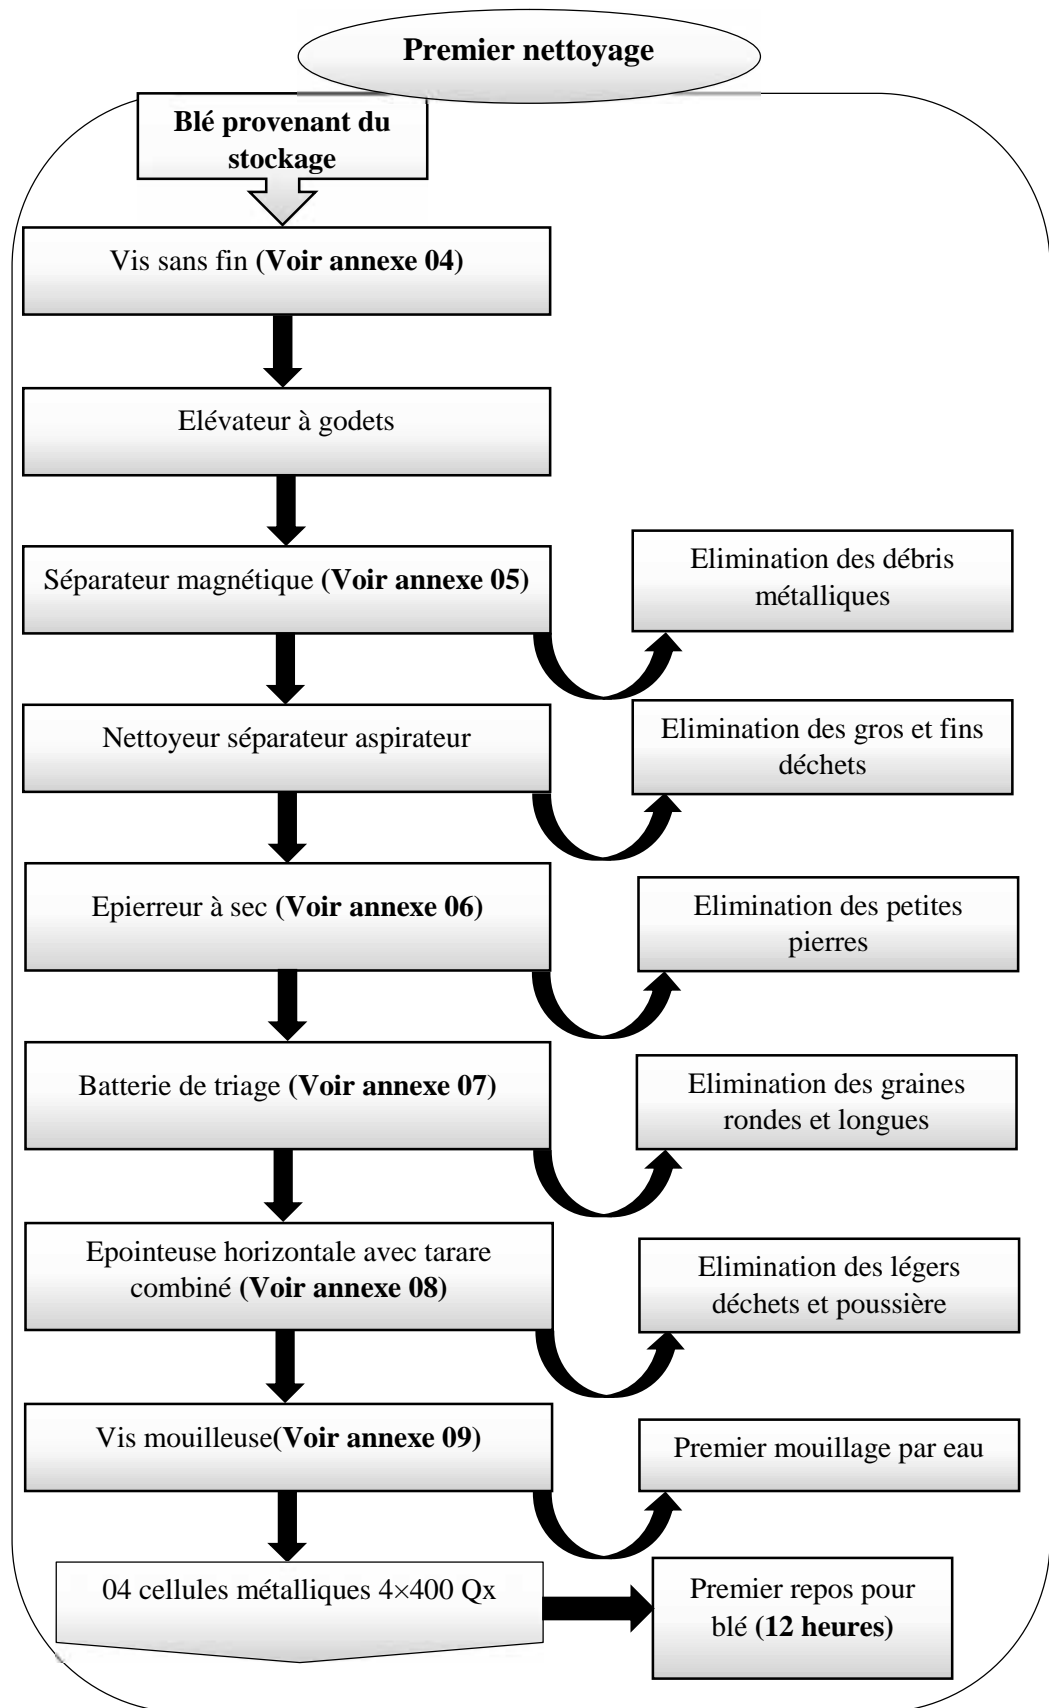 Premier nettoyage
Blé provenant du
stockage
Vis sans fin (Voir annexe 04)
Elévateur à godets
Séparateur magnétique (Voir annexe 05)
Elimination des débris
métalliques
Nettoyeur séparateur aspirateur
Elimination des gros et fins
déchets
Epierreur à sec (Voir annexe 06)
Elimination des petites
pierres
Batterie de triage (Voir annexe 07)
Elimination des graines
rondes et longues
Epointeuse horizontale avec tarare
combiné (Voir annexe 08)
Elimination des légers
déchets et poussière
Vis mouilleuse(Voir annexe 09)
Premier mouillage par eau
04 cellules métalliques 4×400 Qx
Premier repos pour
blé (12 heures)